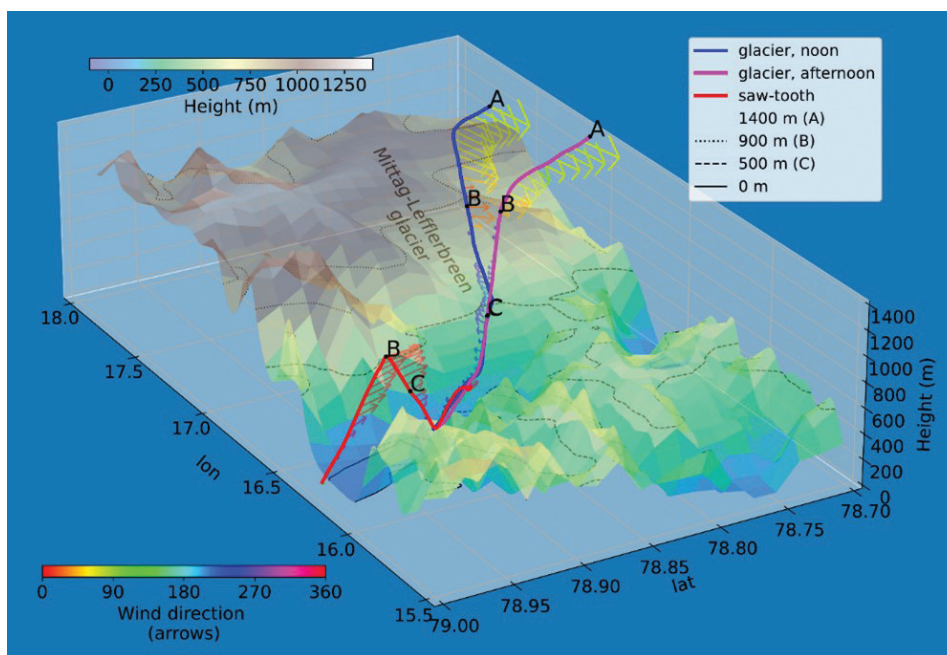 0 250 500 750 1000 1250
Height (m)
glacier, noon
glacier, afternoon
saw-tooth
1400 m (A)
900 m (B)
500 m (C)
0 m
A
A
Mittag-Lefflerbreen
glacier
B
B
C
B
C
18.0
17.5
17.0
16.5
16.0
15.5
lon
1400
1200
1000
800
600
400
200
0
Height (m)
79.00
78.95
78.90
78.85
78.80
78.75
78.70
lat
0 90 180 270 360
Wind direction
(arrows)